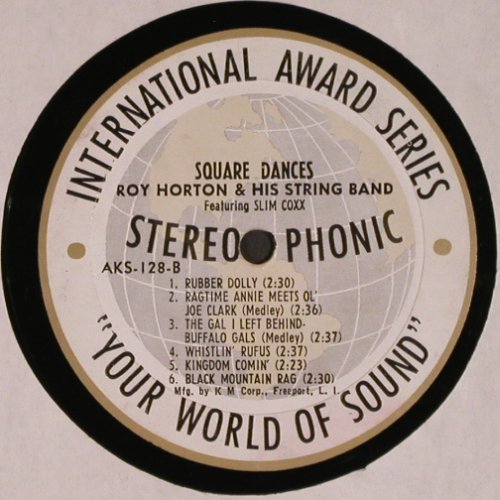 INTERNATIONAL AWARD SERIES
SQUARE DANCES
ROY HORTON & HIS STRING BAND
Featuring SLIM COXX
STEREO PHONIC
AKS-128-B
1. RUBBER DOLLY (2:30)
2. RAGTIME ANNIE MEETS OL'
JOE CLARK (Medley) (2:36)
3. THE GAL I LEFT BEHIND-
BUFFALO GALS (Medley) (2:37)
4. WHISTLIN' RUFUS (2:37)
5. KINGDOM COMIN' (2:23)
6. BLACK MOUNTAIN RAG (2:30)
Mfg. by K M Corp., Freeport, L. I.
"YOUR WORLD OF SOUND"